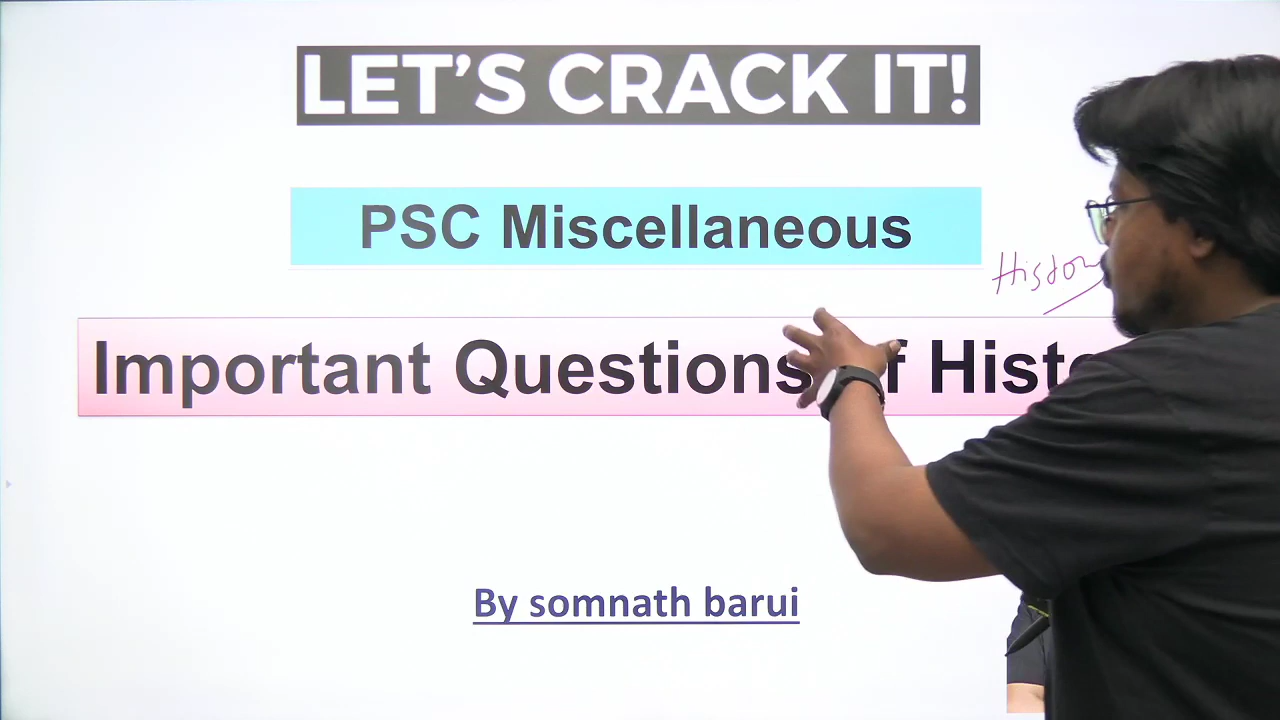 LET'S CRACK IT!
PSC Miscellaneous
Important Questions
By somnath barui